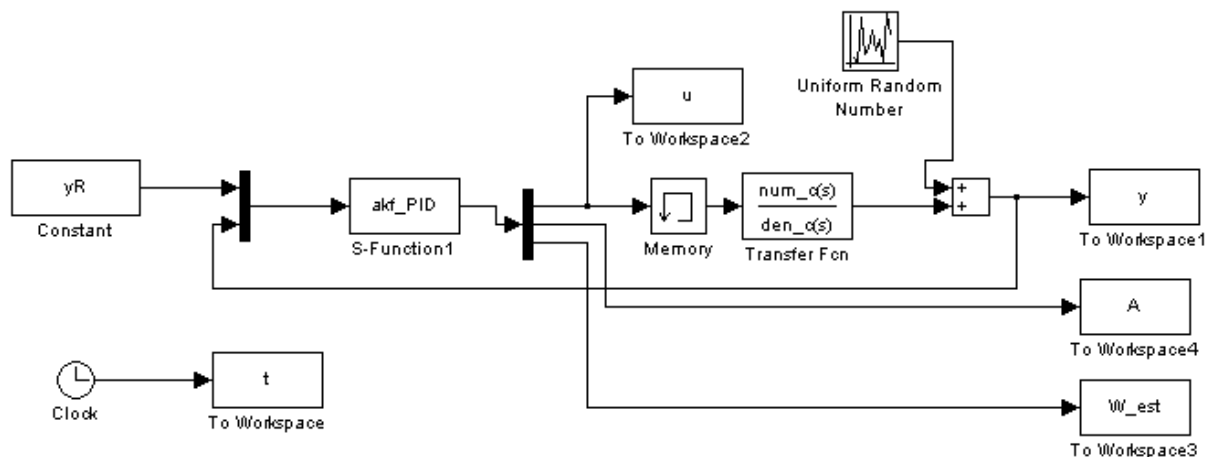 Uniform Random
Number
u
To Workspace2
yR
Constant
akf_PID
S-Function1
Memory
num_c(s)
den_c(s)
Transfer Fcn
+
+
y
To Workspace1
A
To Workspace4
Clock
t
To Workspace
W_est
To Workspace3